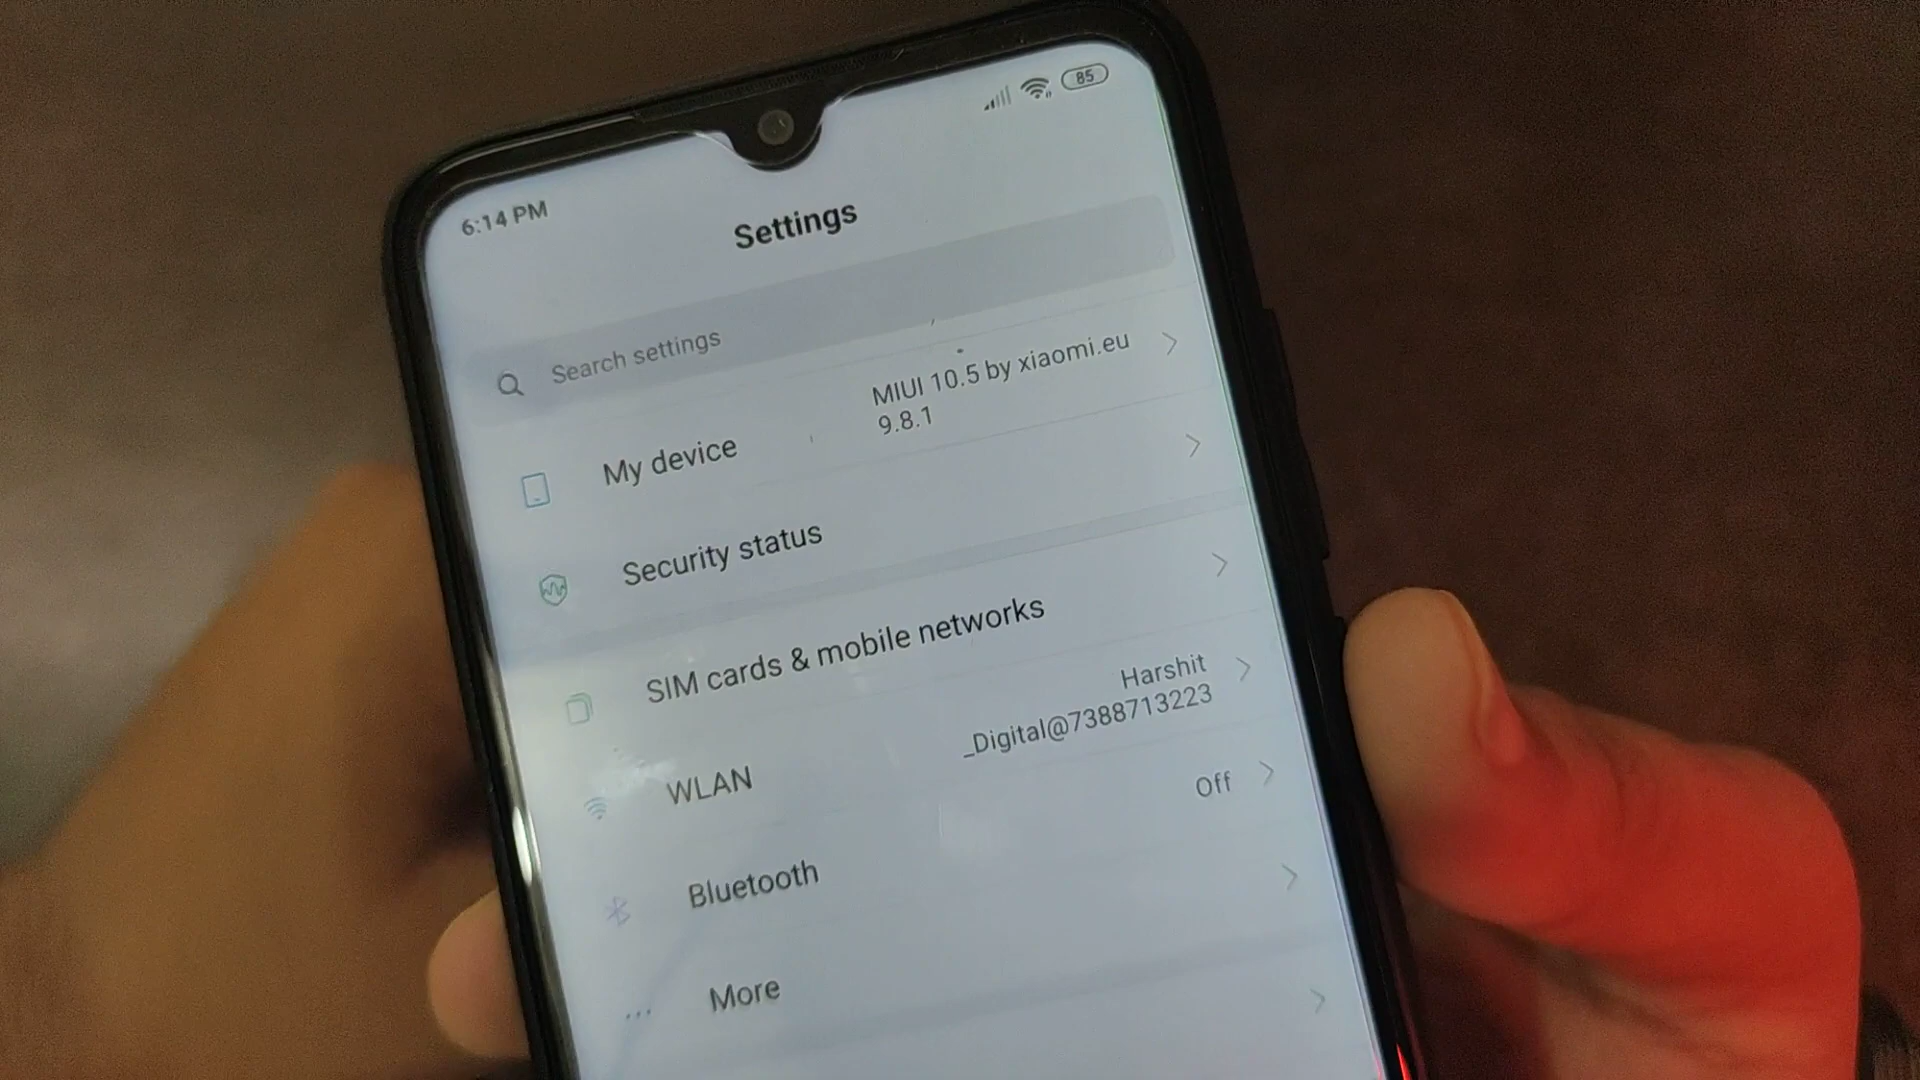 6:14 PM
85
Settings
Search settings
My device
MIUI 10.5 by xiaomi.eu
9.8.1
Security status
SIM cards & mobile networks
WLAN
Harshit
_Digital@7388713223
Bluetooth
Off
More